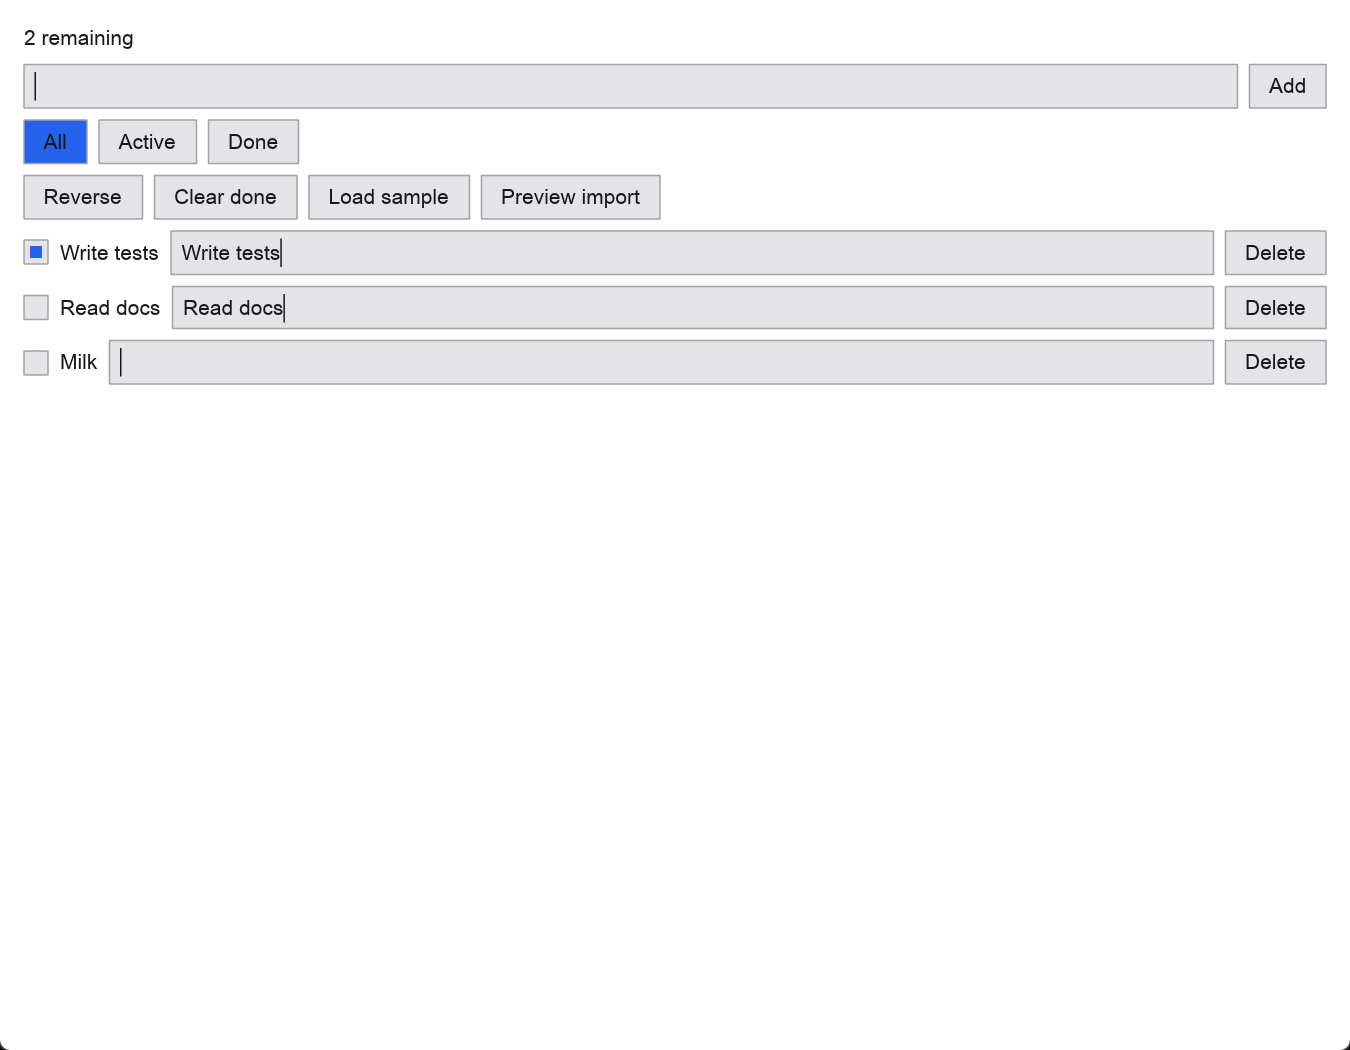 2 remaining
Add
All Active Done
Reverse Clear done Load sample Preview import
Write tests Write tests Delete
Read docs Read docs Delete
Milk Delete